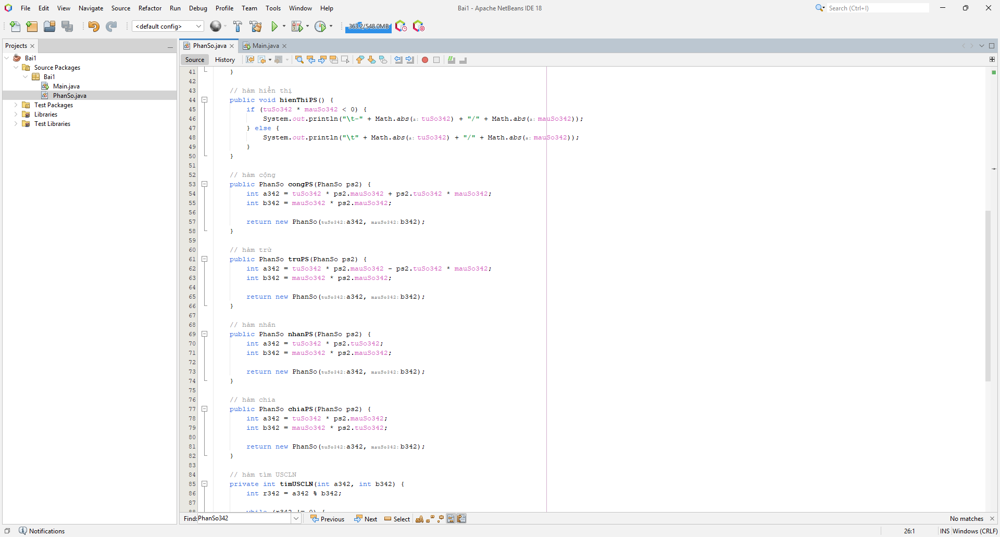 File Edit View Navigate Source Refactor Run Debug Profile Team Tools Window Help
Bai1 - Apache NetBeans IDE 18
Search (Ctrl+I)
<default config>
363.2/548.0MB
Projects
PhanSo.java
Main.java
Source History
Bai1
Source Packages
Bai1
Main.java
PhanSo.java
Test Packages
Libraries
Test Libraries
41 }
42
43 // hàm hiển thị
44 public void hienThiPS() {
45 if (tuSo342 * mauSo342 < 0) {
46 System.out.println("\t-" + Math.abs(a: tuSo342) + "/" + Math.abs(a: mauSo342));
47 } else {
48 System.out.println("\t" + Math.abs(a: tuSo342) + "/" + Math.abs(a: mauSo342));
49 }
50 }
51
52 // hàm cộng
53 public PhanSo congPS(PhanSo ps2) {
54 int a342 = tuSo342 * ps2.mauSo342 + ps2.tuSo342 * mauSo342;
55 int b342 = mauSo342 * ps2.mauSo342;
56
57 return new PhanSo(tuSo342: a342, mauSo342: b342);
58 }
59
60 // hàm trừ
61 public PhanSo truPS(PhanSo ps2) {
62 int a342 = tuSo342 * ps2.mauSo342 - ps2.tuSo342 * mauSo342;
63 int b342 = mauSo342 * ps2.mauSo342;
64
65 return new PhanSo(tuSo342: a342, mauSo342: b342);
66 }
67
68 // hàm nhân
69 public PhanSo nhanPS(PhanSo ps2) {
70 int a342 = tuSo342 * ps2.tuSo342;
71 int b342 = mauSo342 * ps2.mauSo342;
72
73 return new PhanSo(tuSo342: a342, mauSo342: b342);
74 }
75
76 // hàm chia
77 public PhanSo chiaPS(PhanSo ps2) {
78 int a342 = tuSo342 * ps2.mauSo342;
79 int b342 = mauSo342 * ps2.tuSo342;
80
81 return new PhanSo(tuSo342: a342, mauSo342: b342);
82 }
83
84 // hàm tìm USCLN
85 private int timUSCLN(int a342, int b342) {
86 int r342 = a342 % b342;
87
88 while (r342 != 0) {
Find: PhanSo342 Previous Next Select No matches
Notifications 26:1 INS Windows (CRLF)